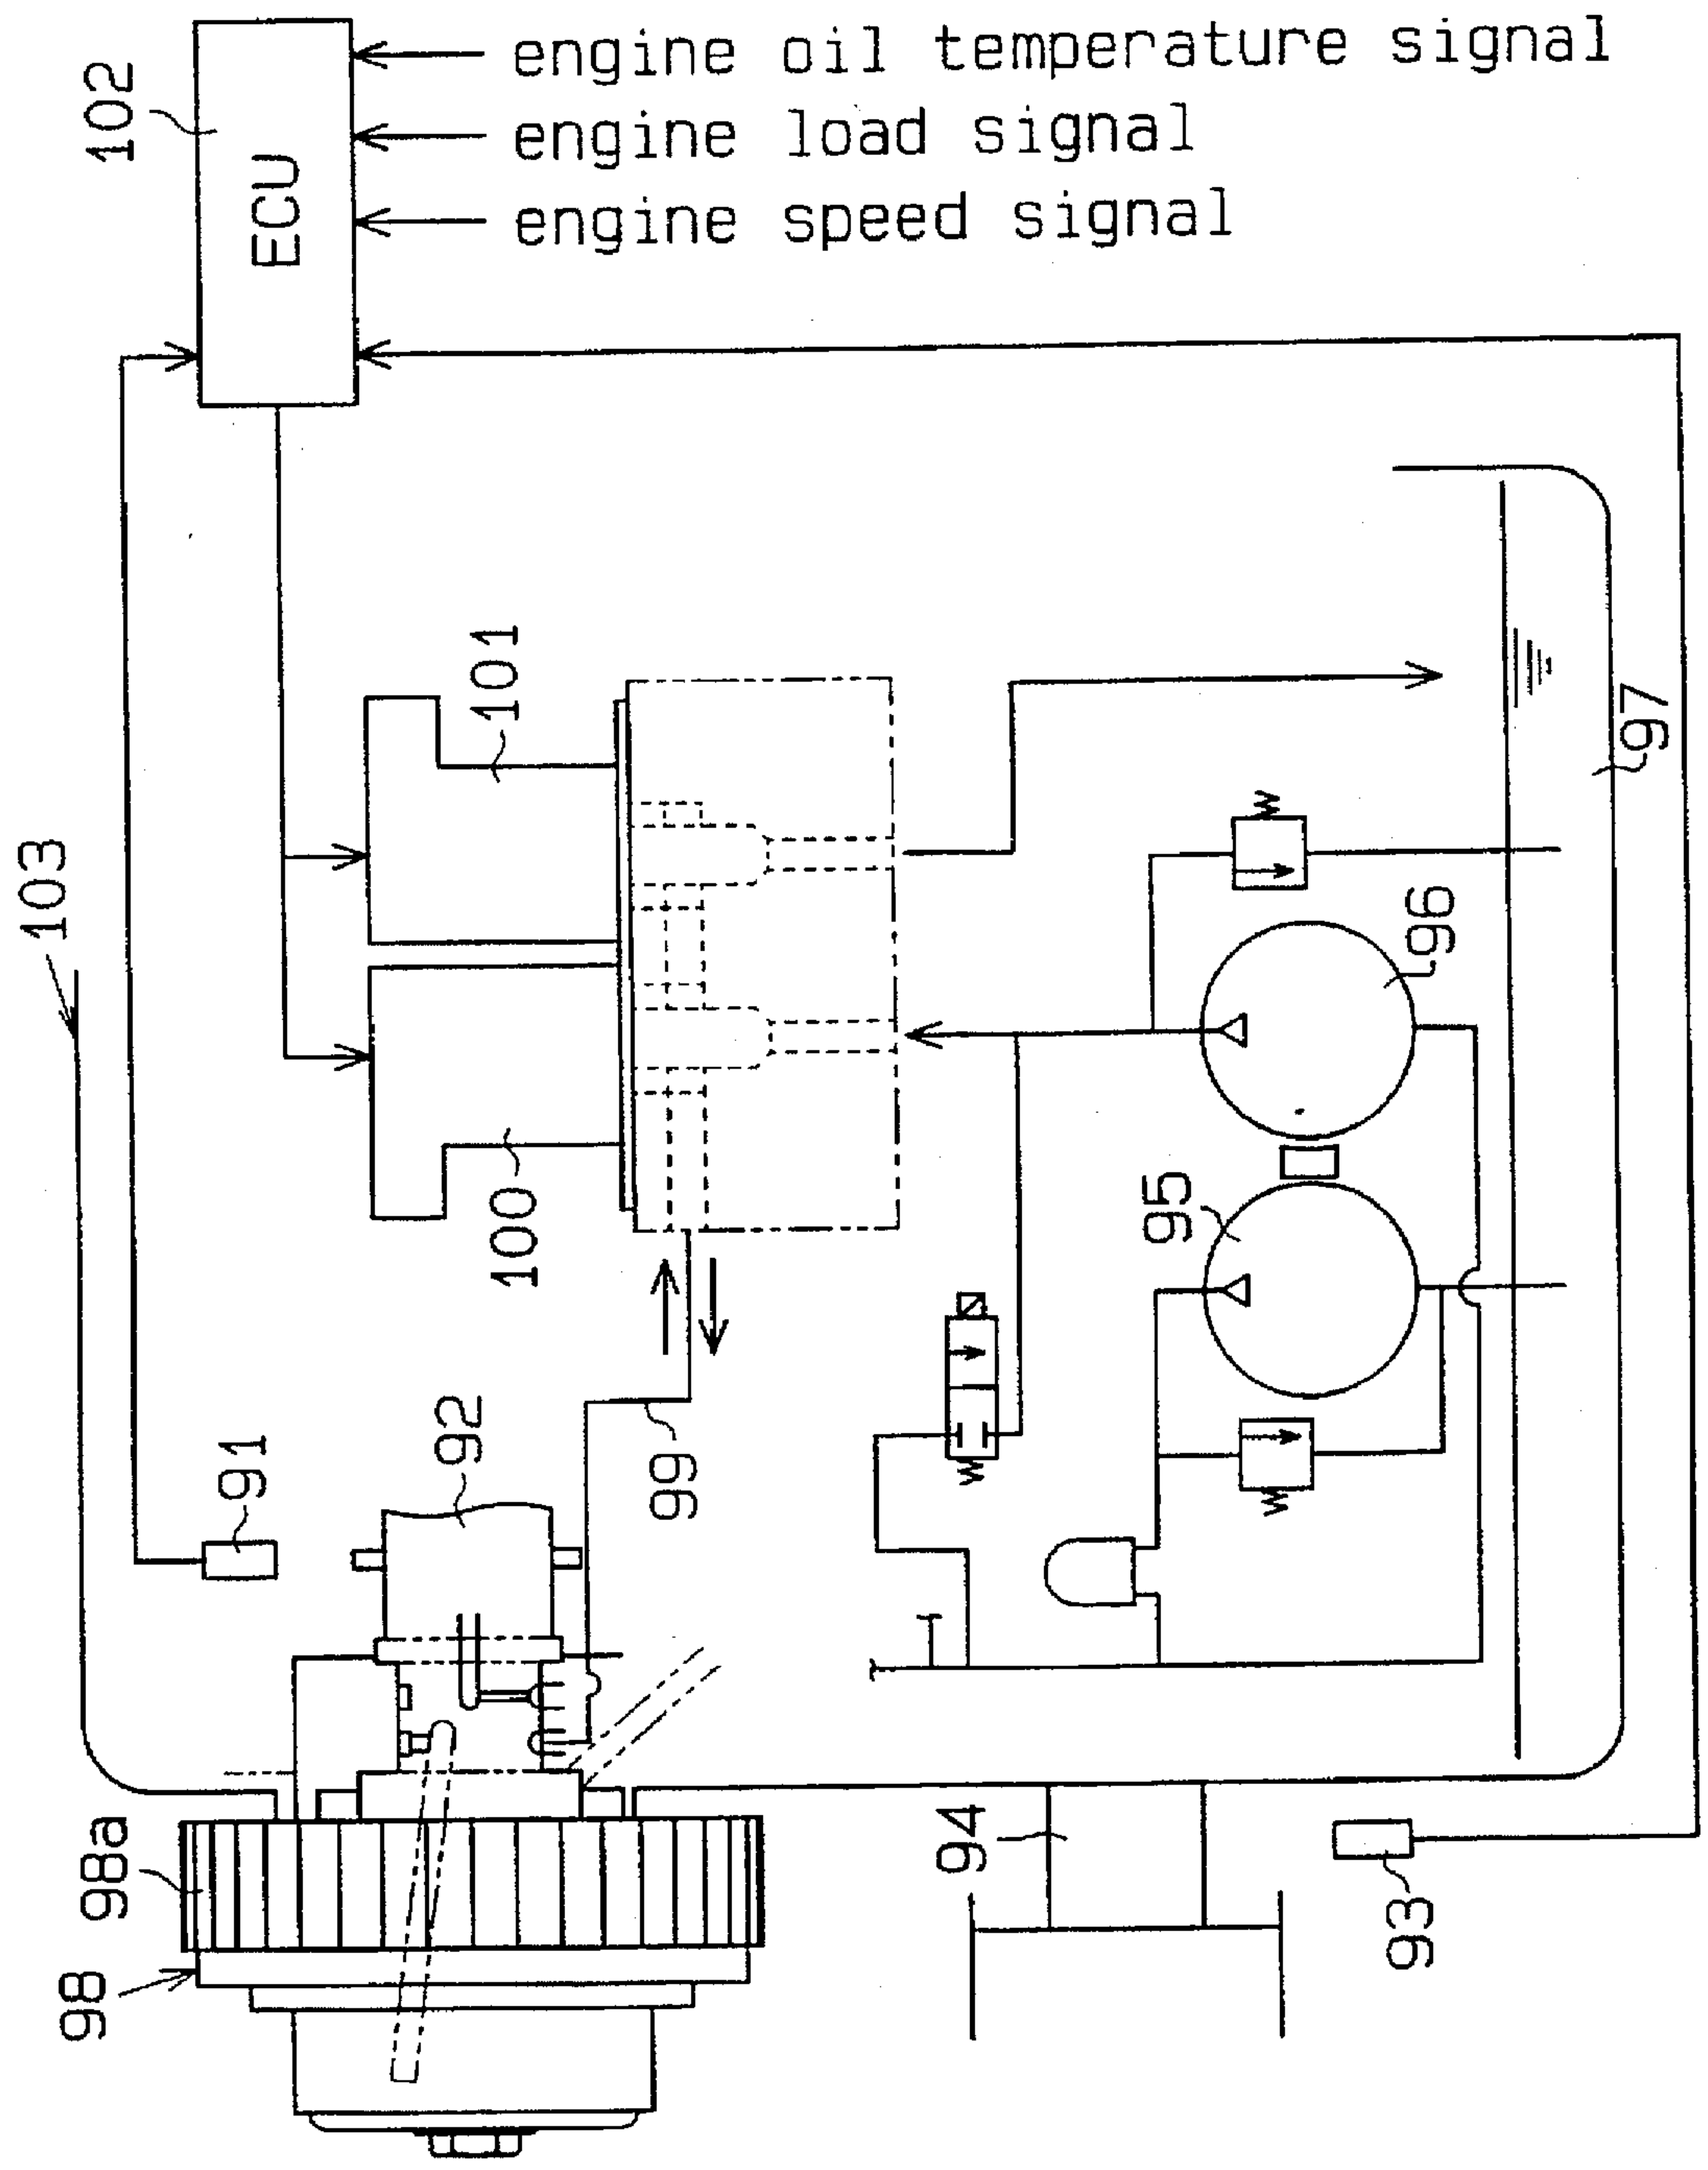 102
ECU
engine oil temperature signal
engine load signal
engine speed signal
103
101
100
97
96
95
91
92
99
98a
98
94
93